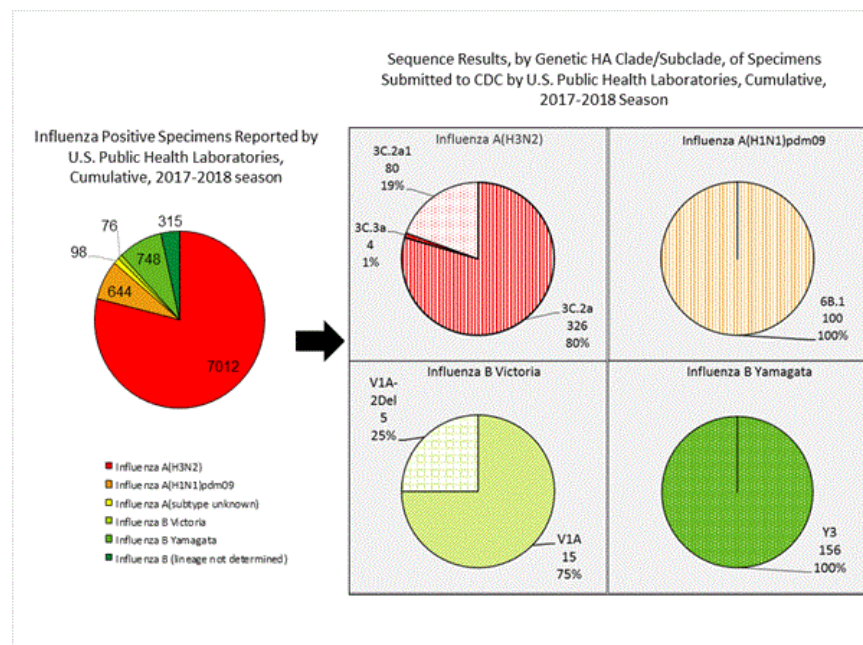 Sequence Results, by Genetic HA Clade/Subclade, of Specimens
Submitted to CDC by U.S. Public Health Laboratories, Cumulative,
2017-2018 Season
Influenza Positive Specimens Reported by
U.S. Public Health Laboratories,
Cumulative, 2017-2018 season
76
315
98
748
644
7012
Influenza A(H3N2)
Influenza A(H1N1)pdm09
Influenza A(subtype unknown)
Influenza B Victoria
Influenza B Yamagata
Influenza B (lineage not determined)
Influenza A(H3N2)
3C.2a1
80
19%
3C.3a
4
1%
3C.2a
326
80%
Influenza A(H1N1)pdm09
6B.1
100
100%
Influenza B Victoria
V1A-
2Del
5
25%
V1A
15
75%
Influenza B Yamagata
Y3
156
100%